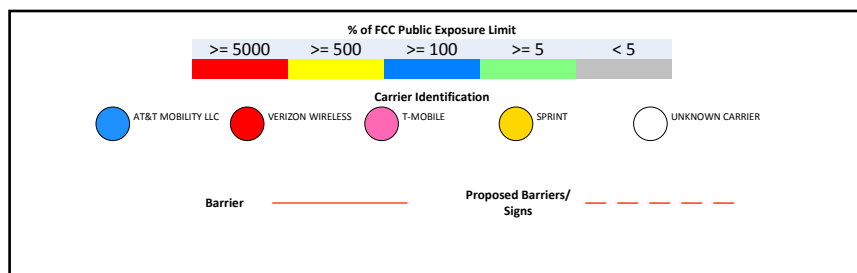 % of FCC Public Exposure Limit
>= 5000 >= 500 >= 100 >= 5 < 5
Carrier Identification
AT&T MOBILITY LLC VERIZON WIRELESS T-MOBILE SPRINT UNKNOWN CARRIER
Barrier
Proposed Barriers/
Signs